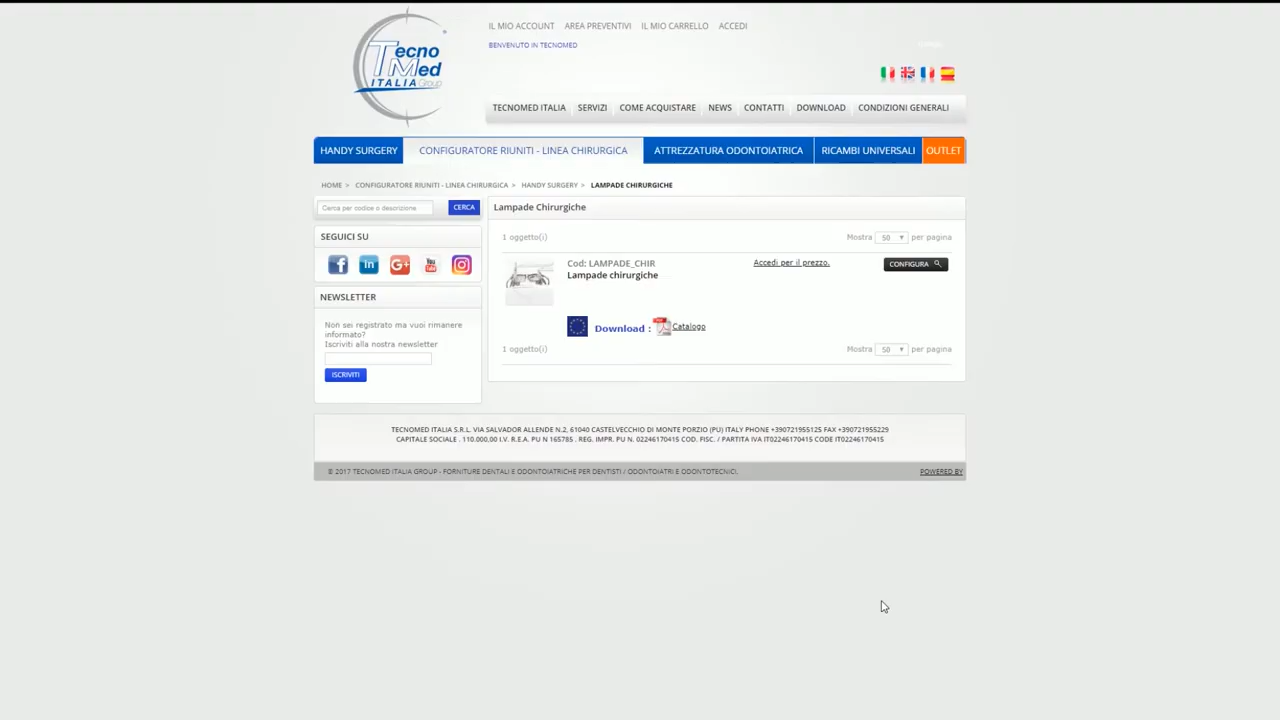 Tecno
Med
ITALIA Group
IL MIO ACCOUNT AREA PREVENTIVI IL MIO CARRELLO ACCEDI
BENVENUTO IN TECNOMED
TECNOMED ITALIA SERVIZI COME ACQUISTARE NEWS CONTATTI DOWNLOAD CONDIZIONI GENERALI
HANDY SURGERY CONFIGURATORE RIUNITI - LINEA CHIRURGICA ATTREZZATURA ODONTOIATRICA RICAMBI UNIVERSALI OUTLET
HOME > CONFIGURATORE RIUNITI - LINEA CHIRURGICA > HANDY SURGERY > LAMPADE CHIRURGICHE
Cerca per codice o descrizione CERCA
Lampade Chirurgiche
SEGUICI SU
1 oggetto(i) Mostra 50 per pagina
Cod: LAMPADE_CHIR Accedi per il prezzo. CONFIGURA
Lampade chirurgiche
in G+ You Tube
NEWSLETTER
Non sei registrato ma vuoi rimanere
informato?
Iscriviti alla nostra newsletter
ISCRIVITI
Download : PDF Catalogo
1 oggetto(i) Mostra 50 per pagina
TECNOMED ITALIA S.R.L. VIA SALVADOR ALLENDE N.2, 61040 CASTELVECCHIO DI MONTE PORZIO (PU) ITALY PHONE +390721955125 FAX +390721955229
CAPITALE SOCIALE . 110.000,00 I.V. R.E.A. PU N 165785 . REG. IMPR. PU N. 02246170415 COD. FISC. / PARTITA IVA IT02246170415 CODE IT02246170415
© 2017 TECNOMED ITALIA GROUP - FORNITURE DENTALI E ODONTOIATRICHE PER DENTISTI / ODONTOIATRI E ODONTOTECNICI. POWERED BY